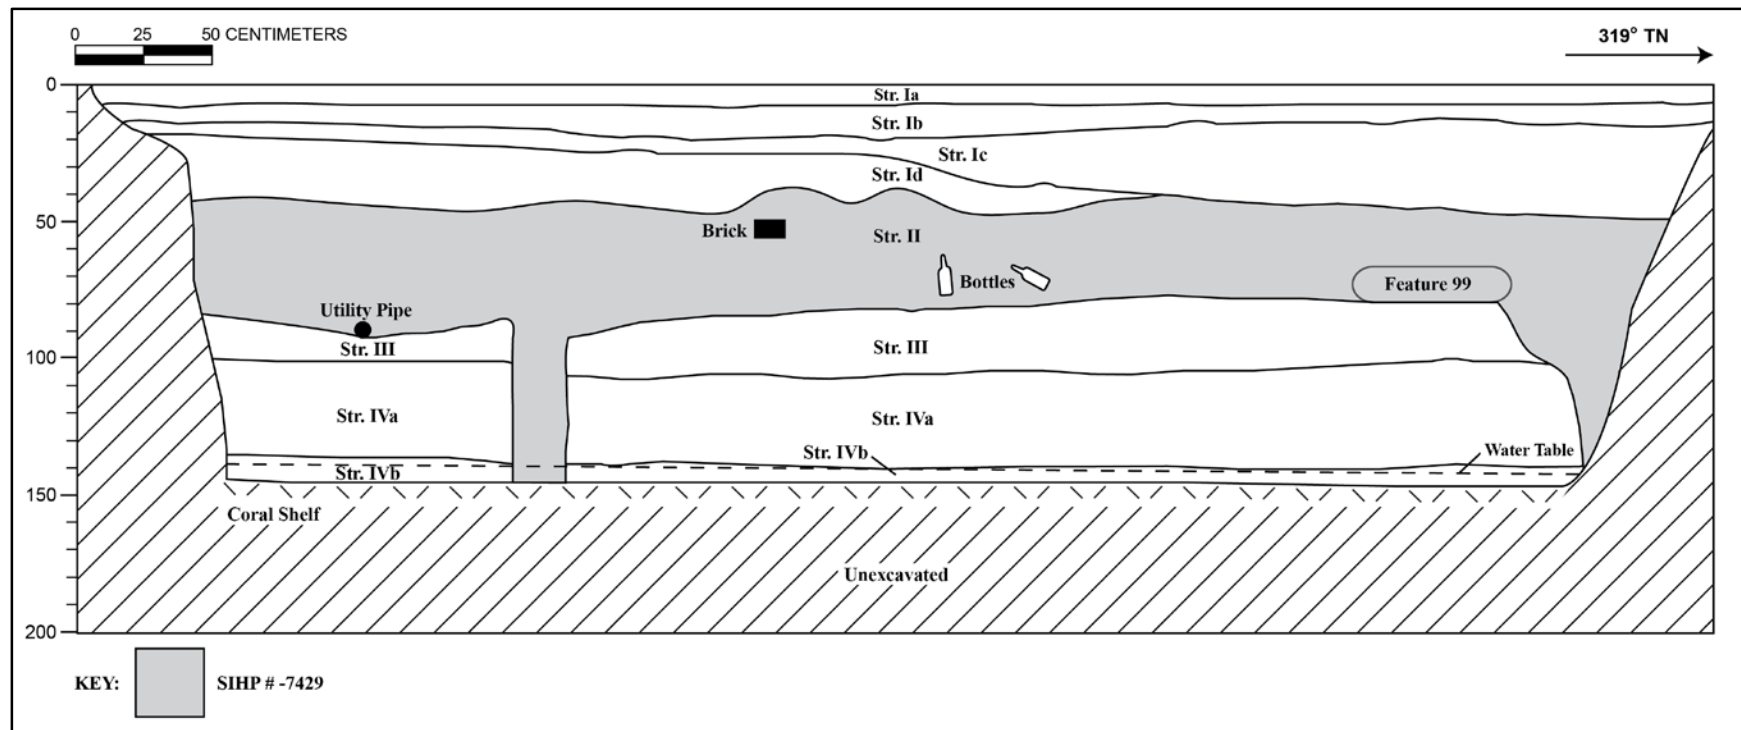 0 25 50 CENTIMETERS
319° TN
0
Str. Ia
Str. Ib
Str. Ic
Str. Id
50
Brick
Str. II
Bottles
Feature 99
Utility Pipe
Str. III
Str. III
100
Str. IVa
Str. IVa
Str. IVb
Water Table
Str. IVb
150
Coral Shelf
Unexcavated
200
KEY: SIHP # -7429